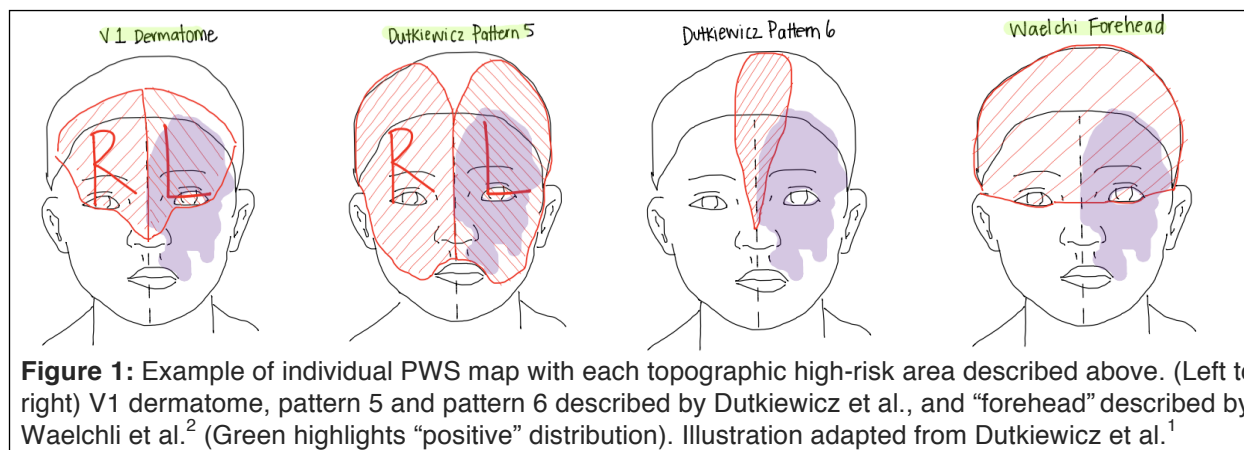 V1 Dermatome
Dutkiewicz Pattern 5
Dutkiewicz Pattern 6
Waelchi Forehead
R L
R L
Figure 1: Example of individual PWS map with each topographic high-risk area described above. (Left to
right) V1 dermatome, pattern 5 and pattern 6 described by Dutkiewicz et al., and “forehead” described by
Waelchli et al.2 (Green highlights “positive” distribution). Illustration adapted from Dutkiewicz et al.1